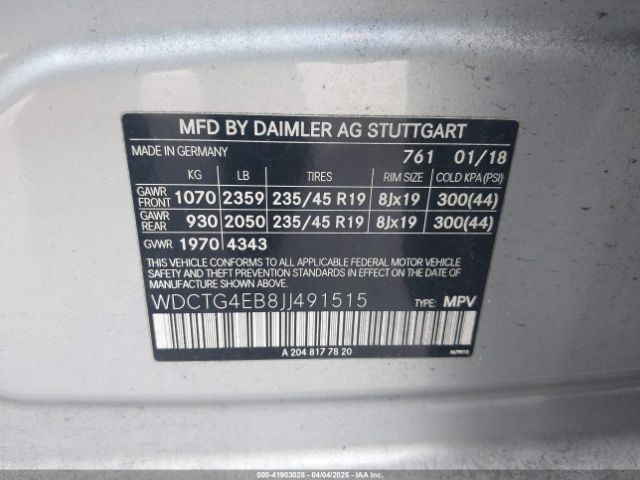 MFD BY DAIMLER AG STUTTGART
MADE IN GERMANY 761 01/18
KG LB TIRES RIM SIZE COLD KPA(PSI)
GAWR FRONT 1070 2359 235/45 R19 8Jx19 300(44)
GAWR REAR 930 2050 235/45 R19 8Jx19 300(44)
GVWR 1970 4343
THIS VEHICLE CONFORMS TO ALL APPLICABLE FEDERAL MOTOR VEHICLE
SAFETY, BUMPER, AND THEFT PREVENTION STANDARDS IN EFFECT
ON THE DATE OF MANUFACTURE SHOWN ABOVE.
WDCTG4EB8JJ491515 TYPE: MPV
A 204 817 78 20
000-41903028 - 04/04/2025 - IAAI.COM